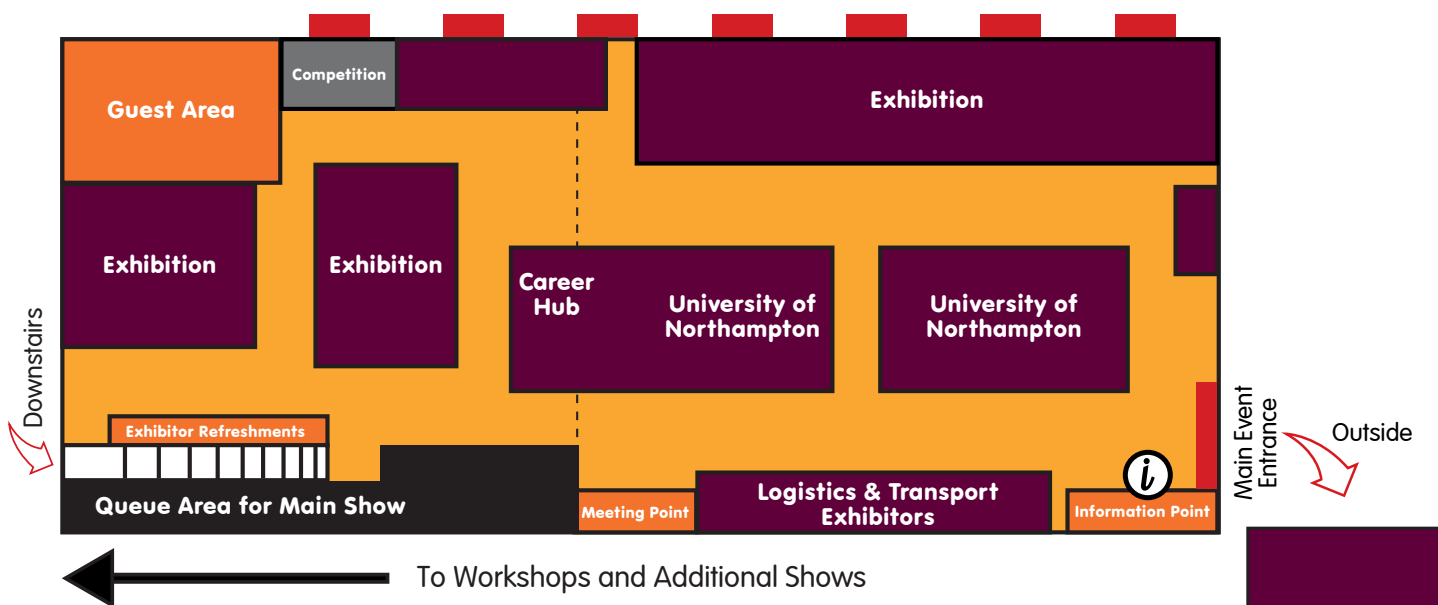 Competition
Guest Area
Exhibition
Exhibition
Exhibition
Career
Hub
University of
Northampton
University of
Northampton
Downstairs
Exhibitor Refreshments
Main Event
Entrance
Outside
i
Queue Area for Main Show
Meeting Point
Logistics & Transport
Exhibitors
Information Point
To Workshops and Additional Shows